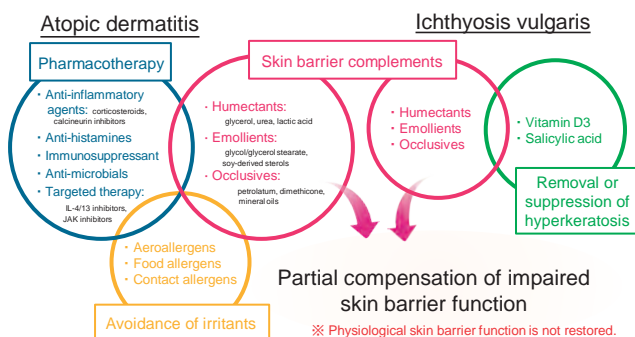 Atopic dermatitis
Ichthyosis vulgaris
Pharmacotherapy
Skin barrier complements
・Anti-inflammatory
agents: corticosteroids,
calcineurin inhibitors
・Anti-histamines
・Immunosuppressant
・Anti-microbials
・Targeted therapy:
IL-4/13 inhibitors,
JAK inhibitors
・Humectants:
glycerol, urea, lactic acid
・Emollients:
glycol/glycerol stearate,
soy-derived sterols
・Occlusives:
petrolatum, dimethicone,
mineral oils
・Humectants
・Emollients
・Occlusives
・Vitamin D3
・Salicylic acid
Removal or
suppression of
hyperkeratosis
・Aeroallergens
・Food allergens
・Contact allergens
Avoidance of irritants
Partial compensation of impaired
skin barrier function
※ Physiological skin barrier function is not restored.